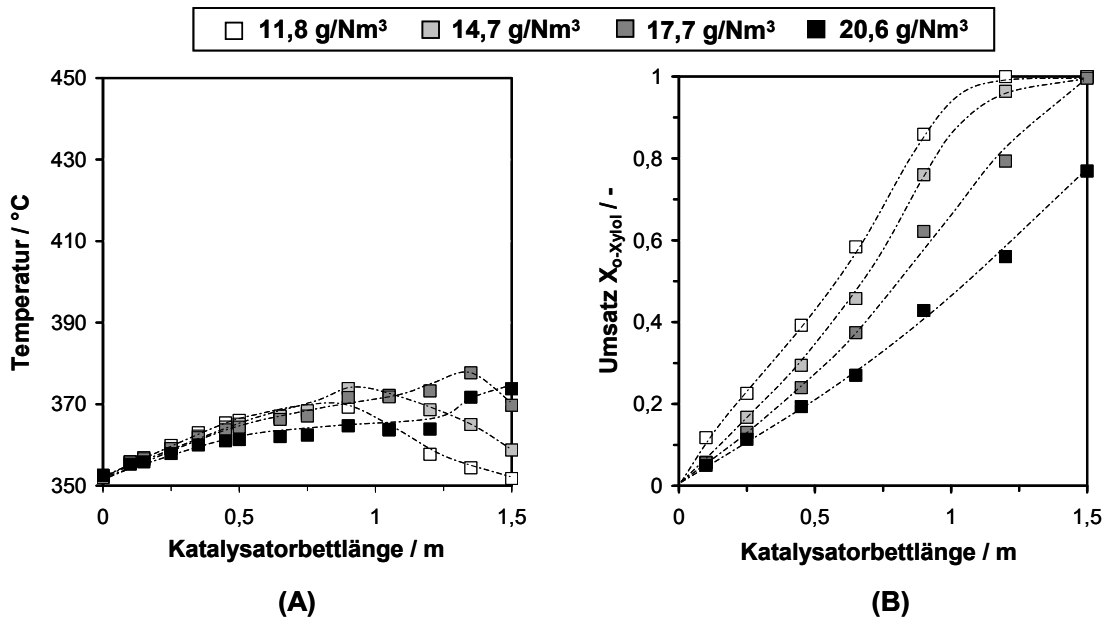 11,8 g/Nm³ 14,7 g/Nm³ 17,7 g/Nm³ 20,6 g/Nm³
Temperatur / °C
450
430
410
390
370
350
0 0,5 1 1,5
Katalysatorbettlänge / m
(A)
Umsatz X o-Xylol / -
1
0,8
0,6
0,4
0,2
0
0 0,5 1 1,5
Katalysatorbettlänge / m
(B)